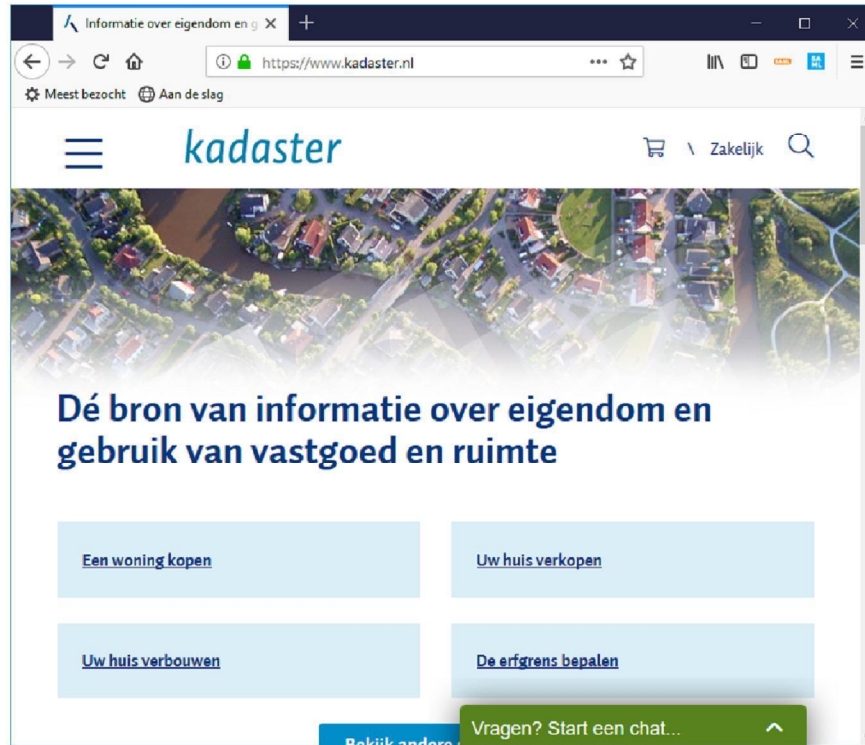 Informatie over eigendom en g
https://www.kadaster.nl
Meest bezocht Aan de slag
kadaster
\ Zakelijk
Dé bron van informatie over eigendom en
gebruik van vastgoed en ruimte
Een woning kopen
Uw huis verkopen
Uw huis verbouwen
De erfgrens bepalen
Bekijk andere
Vragen? Start een chat...